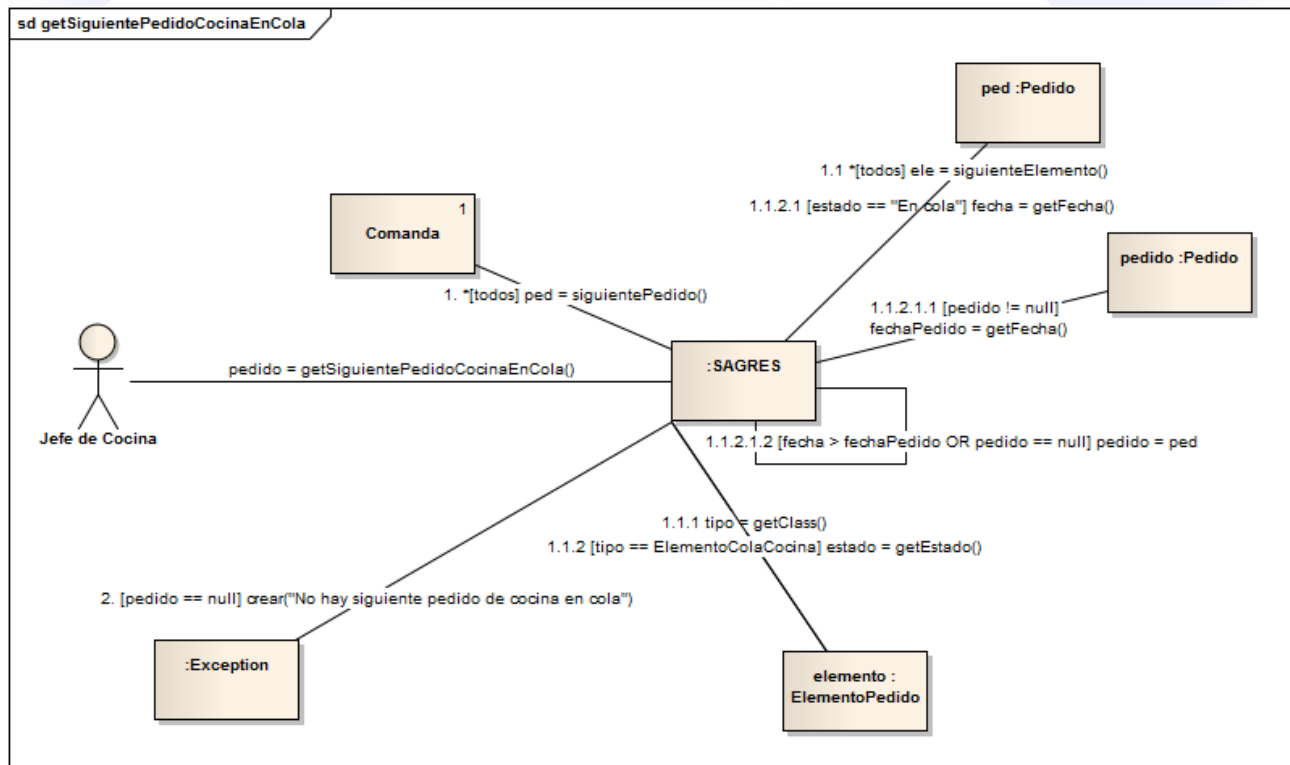 sd getSiguientePedidoCocinaEnCola
ped :Pedido
1.1 *[todos] ele = siguienteElemento()
1.1.2.1 [estado == "En cola"] fecha = getFecha()
1
Comanda
1. *[todos] ped = siguientePedido()
pedido :Pedido
1.1.2.1.1 [pedido != null]
fechaPedido = getFecha()
:SAGRES
pedido = getSiguientePedidoCocinaEnCola()
Jefe de Cocina
1.1.2.1.2 [fecha > fechaPedido OR pedido == null] pedido = ped
1.1.1 tipo = getClass()
1.1.2 [tipo == ElementoColaCocina] estado = getEstado()
2. [pedido == null] crear("No hay siguiente pedido de cocina en cola")
:Exception
elemento :
ElementoPedido